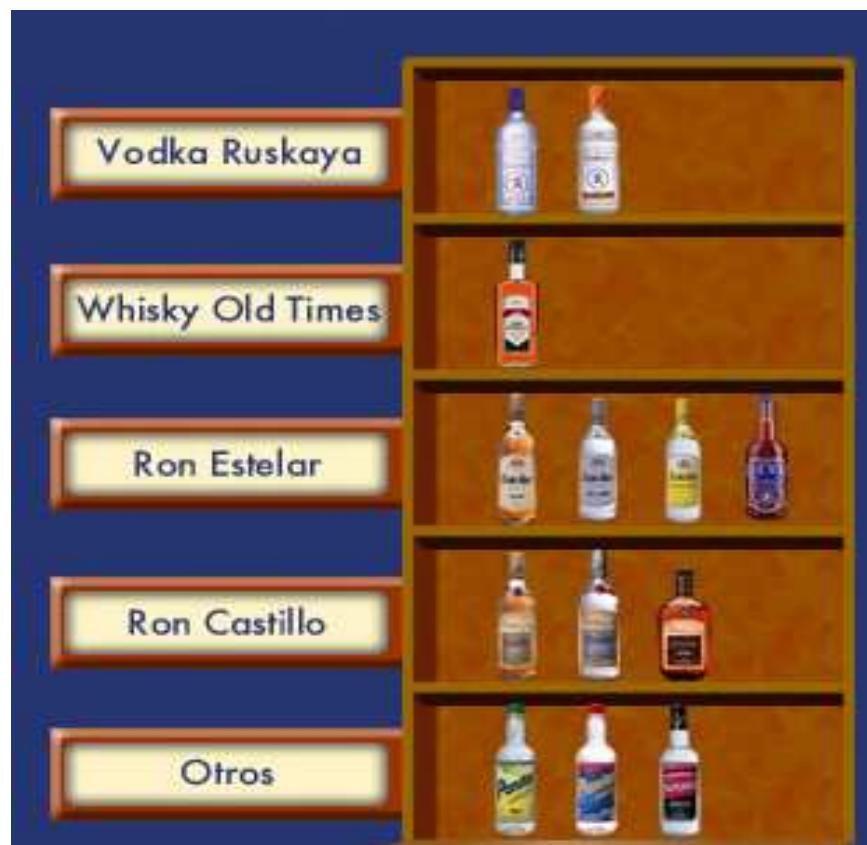 Vodka Ruskaya
Whisky Old Times
Ron Estelar
Ron Castillo
Otros